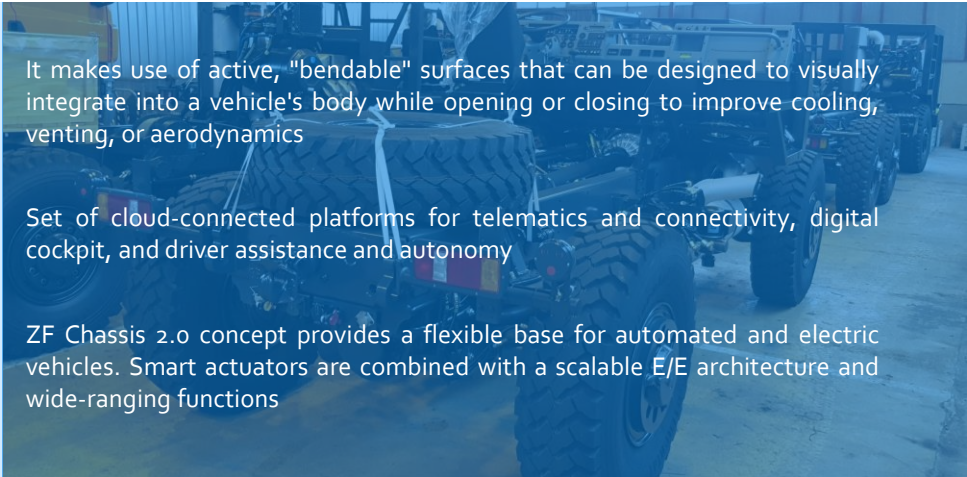 It makes use of active, "bendable" surfaces that can be designed to visually
integrate into a vehicle's body while opening or closing to improve cooling,
venting, or aerodynamics
Set of cloud-connected platforms for telematics and connectivity, digital
cockpit, and driver assistance and autonomy
ZF Chassis 2.0 concept provides a flexible base for automated and electric
vehicles. Smart actuators are combined with a scalable E/E architecture and
wide-ranging functions